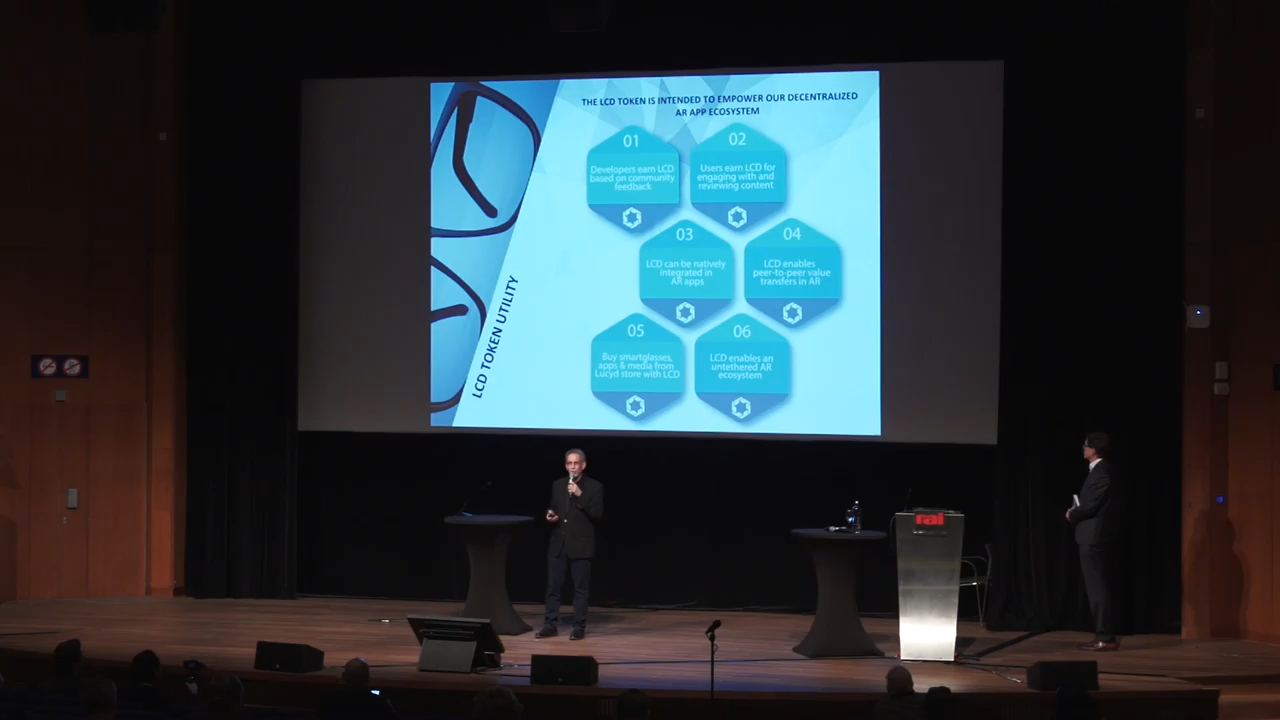 THE LCD TOKEN IS INTENDED TO EMPOWER OUR DECENTRALIZED
AR APP ECOSYSTEM
01
Developers earn LCD
based on community
feedback
02
Users earn LCD for
engaging with and
reviewing content
03
LCD can be natively
integrated in
AR apps
04
LCD enables
peer-to-peer value
transfers in AR
05
Buy smartglasses,
apps & media from
Lucyd store with LCD
06
LCD enables an
untethered AR
ecosystem
LCD TOKEN UTILITY
rai